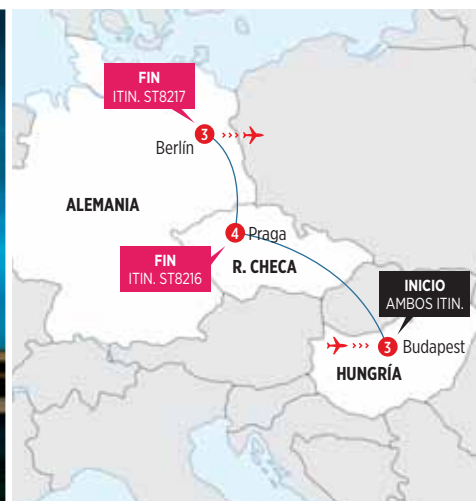 FIN
ITIN. ST8217
3
Berlín
ALEMANIA
4 Praga
FIN
ITIN. ST8216
R. CHECA
INICIO
AMBOS ITIN.
3 Budapest
HUNGRÍA